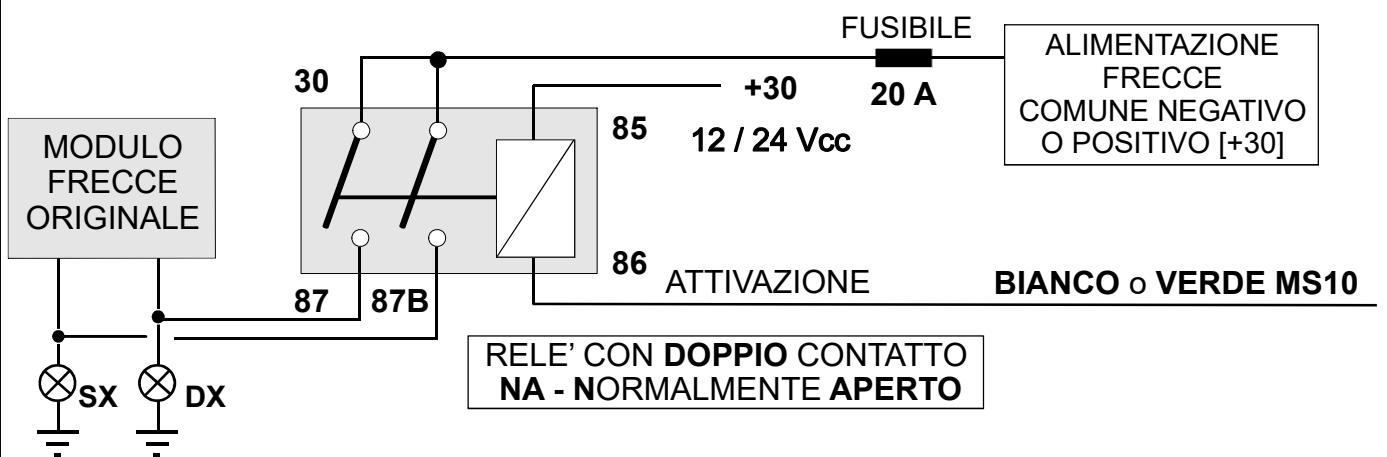 FUSIBILE
20 A
ALIMENTAZIONE
FRECCE
COMUNE NEGATIVO
O POSITIVO [+30]
30
+30
12 / 24 Vcc
85
MODULO
FRECCE
ORIGINALE
86
ATTIVAZIONE
BIANCO o VERDE MS10
87
87B
RELE' CON DOPPIO CONTATTO
NA - NORMALMENTE APERTO
SX
DX